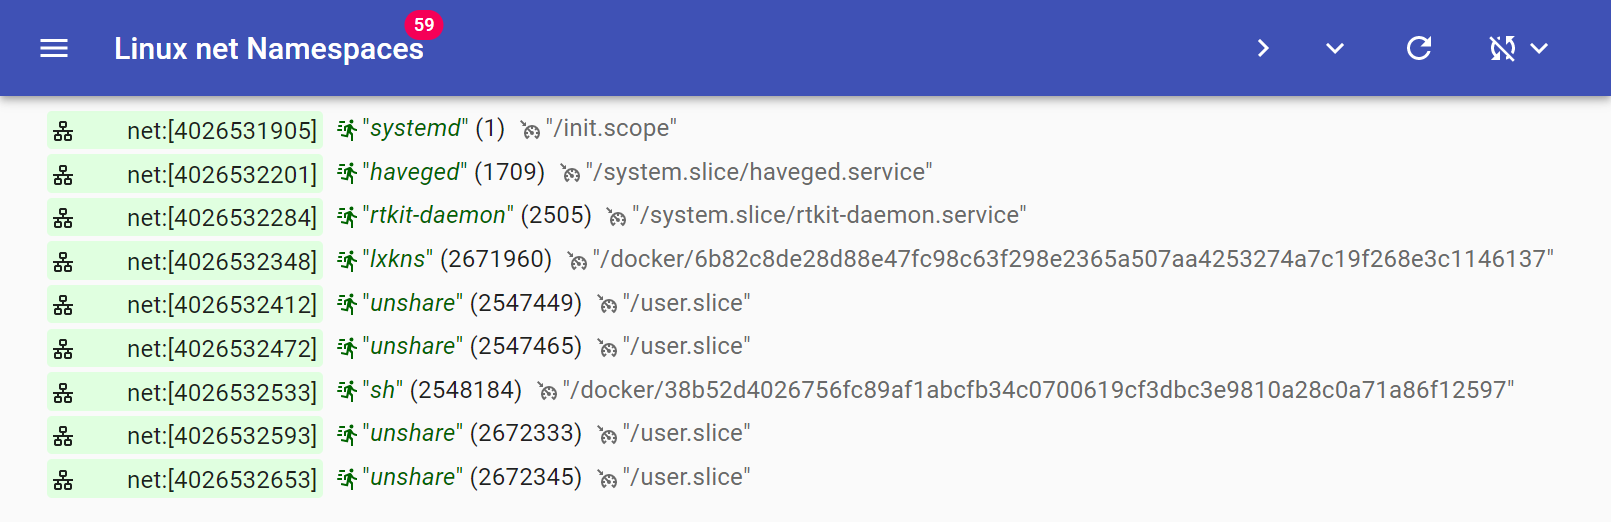 59
Linux net Namespaces
net:[4026531905] "systemd" (1) "/init.scope"
net:[4026532201] "haveged" (1709) "/system.slice/haveged.service"
net:[4026532284] "rtkit-daemon" (2505) "/system.slice/rtkit-daemon.service"
net:[4026532348] "lxkns" (2671960) "/docker/6b82c8de28d88e47fc98c63f298e2365a507aa4253274a7c19f268e3c1146137"
net:[4026532412] "unshare" (2547449) "/user.slice"
net:[4026532472] "unshare" (2547465) "/user.slice"
net:[4026532533] "sh" (2548184) "/docker/38b52d4026756fc89af1abcfb34c0700619cf3dbc3e9810a28c0a71a86f12597"
net:[4026532593] "unshare" (2672333) "/user.slice"
net:[4026532653] "unshare" (2672345) "/user.slice"